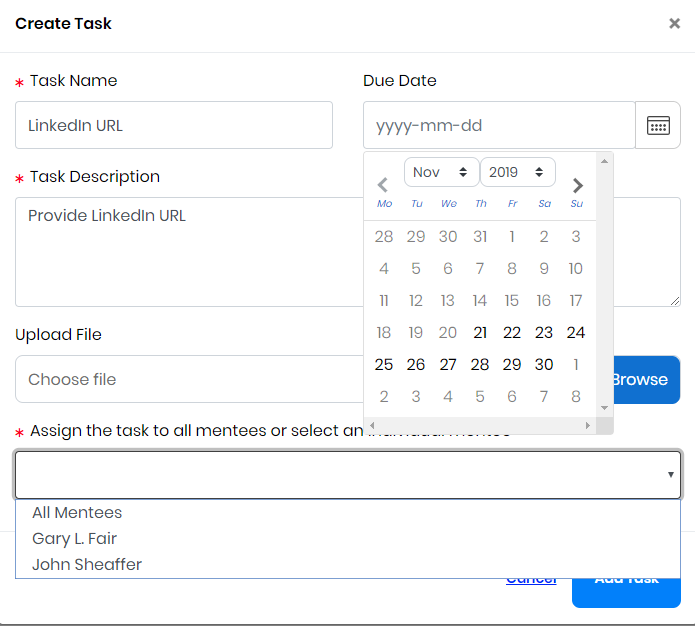 Create Task
* Task Name
Due Date
LinkedIn URL
yyyy-mm-dd
* Task Description
Provide LinkedIn URL
Nov 2019
Mo Tu We Th Fr Sa Su
28 29 30 31 1 2 3
4 5 6 7 8 9 10
11 12 13 14 15 16 17
18 19 20 21 22 23 24
25 26 27 28 29 30 1
2 3 4 5 6 7 8
Upload File
Choose file
Browse
* Assign the task to all mentees or select an individual mentee
All Mentees
Gary L. Fair
John Sheaffer
Cancel
Add Task